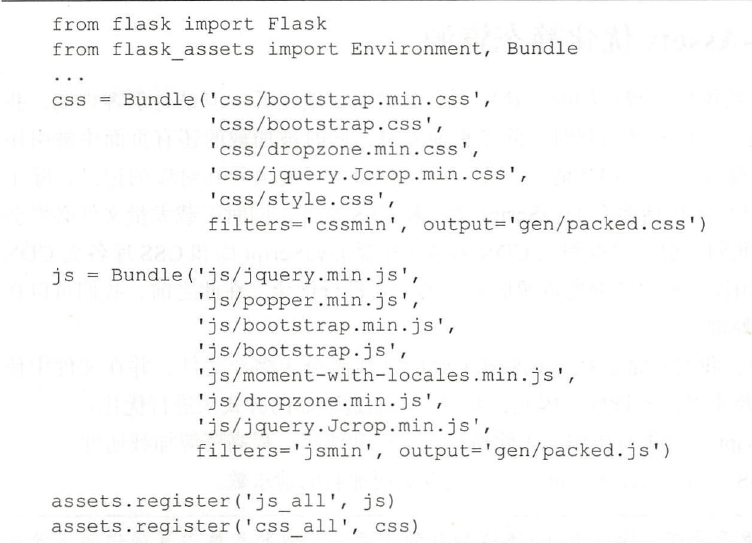 from flask import Flask
from flask_assets import Environment, Bundle
...
css = Bundle('css/bootstrap.min.css',
'css/bootstrap.css',
'css/dropzone.min.css',
'css/jquery.Jcrop.min.css',
'css/style.css',
filters='cssmin', output='gen/packed.css')
js = Bundle('js/jquery.min.js',
'js/popper.min.js',
'js/bootstrap.min.js',
'js/bootstrap.js',
'js/moment-with-locales.min.js',
'js/dropzone.min.js',
'js/jquery.Jcrop.min.js',
filters='jsmin', output='gen/packed.js')
assets.register('js_all', js)
assets.register('css_all', css)